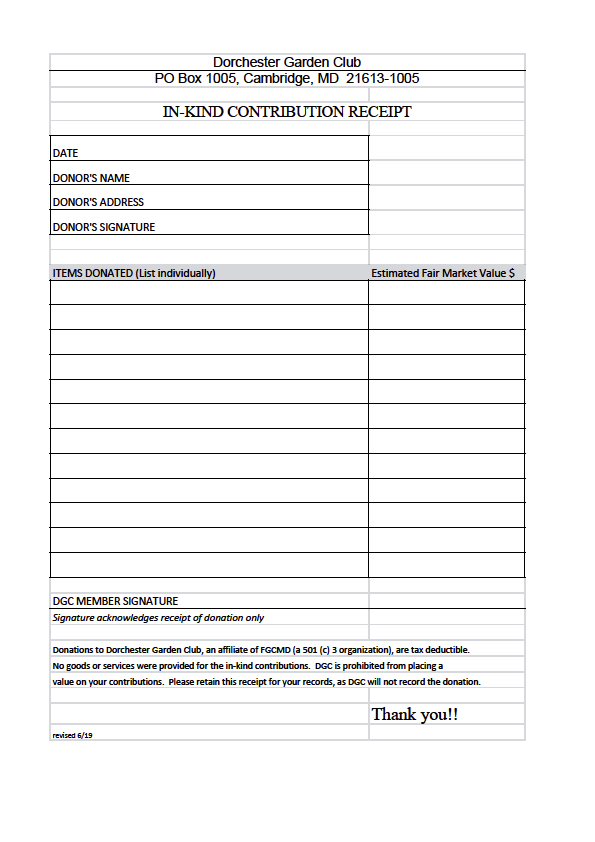 Dorchester Garden Club
PO Box 1005, Cambridge, MD  21613-1005
IN-KIND CONTRIBUTION RECEIPT
DATE
DONOR'S NAME
DONOR'S ADDRESS
DONOR'S SIGNATURE
ITEMS DONATED (List individually) Estimated Fair Market Value $
DGC MEMBER SIGNATURE
Signature acknowledges receipt of donation only
Donations to Dorchester Garden Club, an affiliate of FGCMD (a 501 (c) 3 organization), are tax deductible.
No goods or services were provided for the in-kind contributions.  DGC is prohibited from placing a
value on your contributions.  Please retain this receipt for your records, as DGC will not record the donation.
Thank you!!
revised 6/19